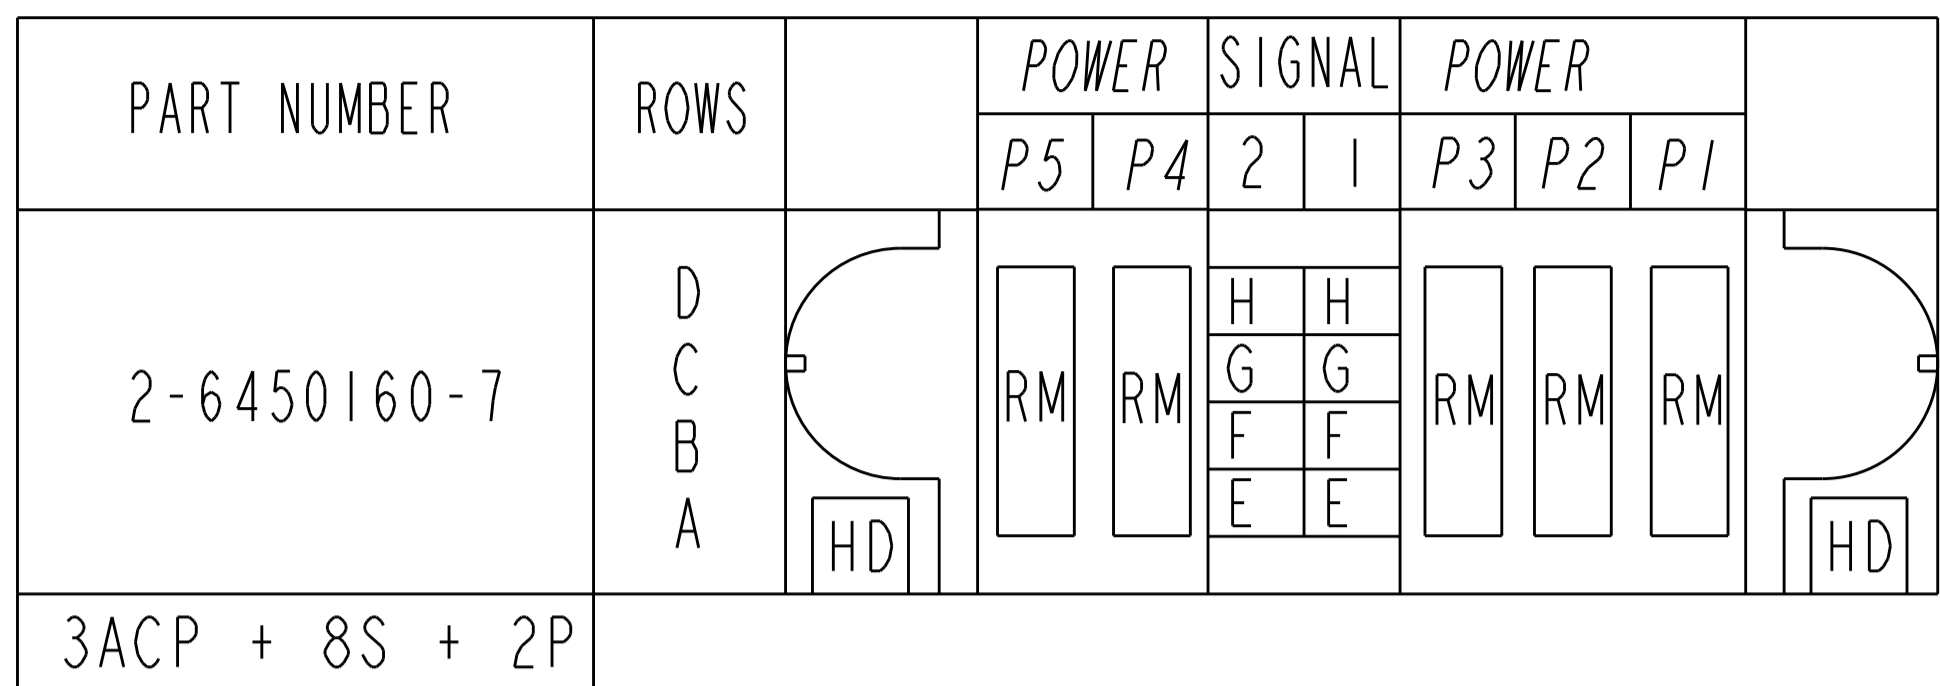 PART NUMBER ROWS POWER SIGNAL POWER
P5 P4 2 1 P3 P2 P1
2-6450160-7
D
C
B
A
HD
RM RM
H H
G G
F F
E E
RM RM RM
HD
3ACP + 8S + 2P